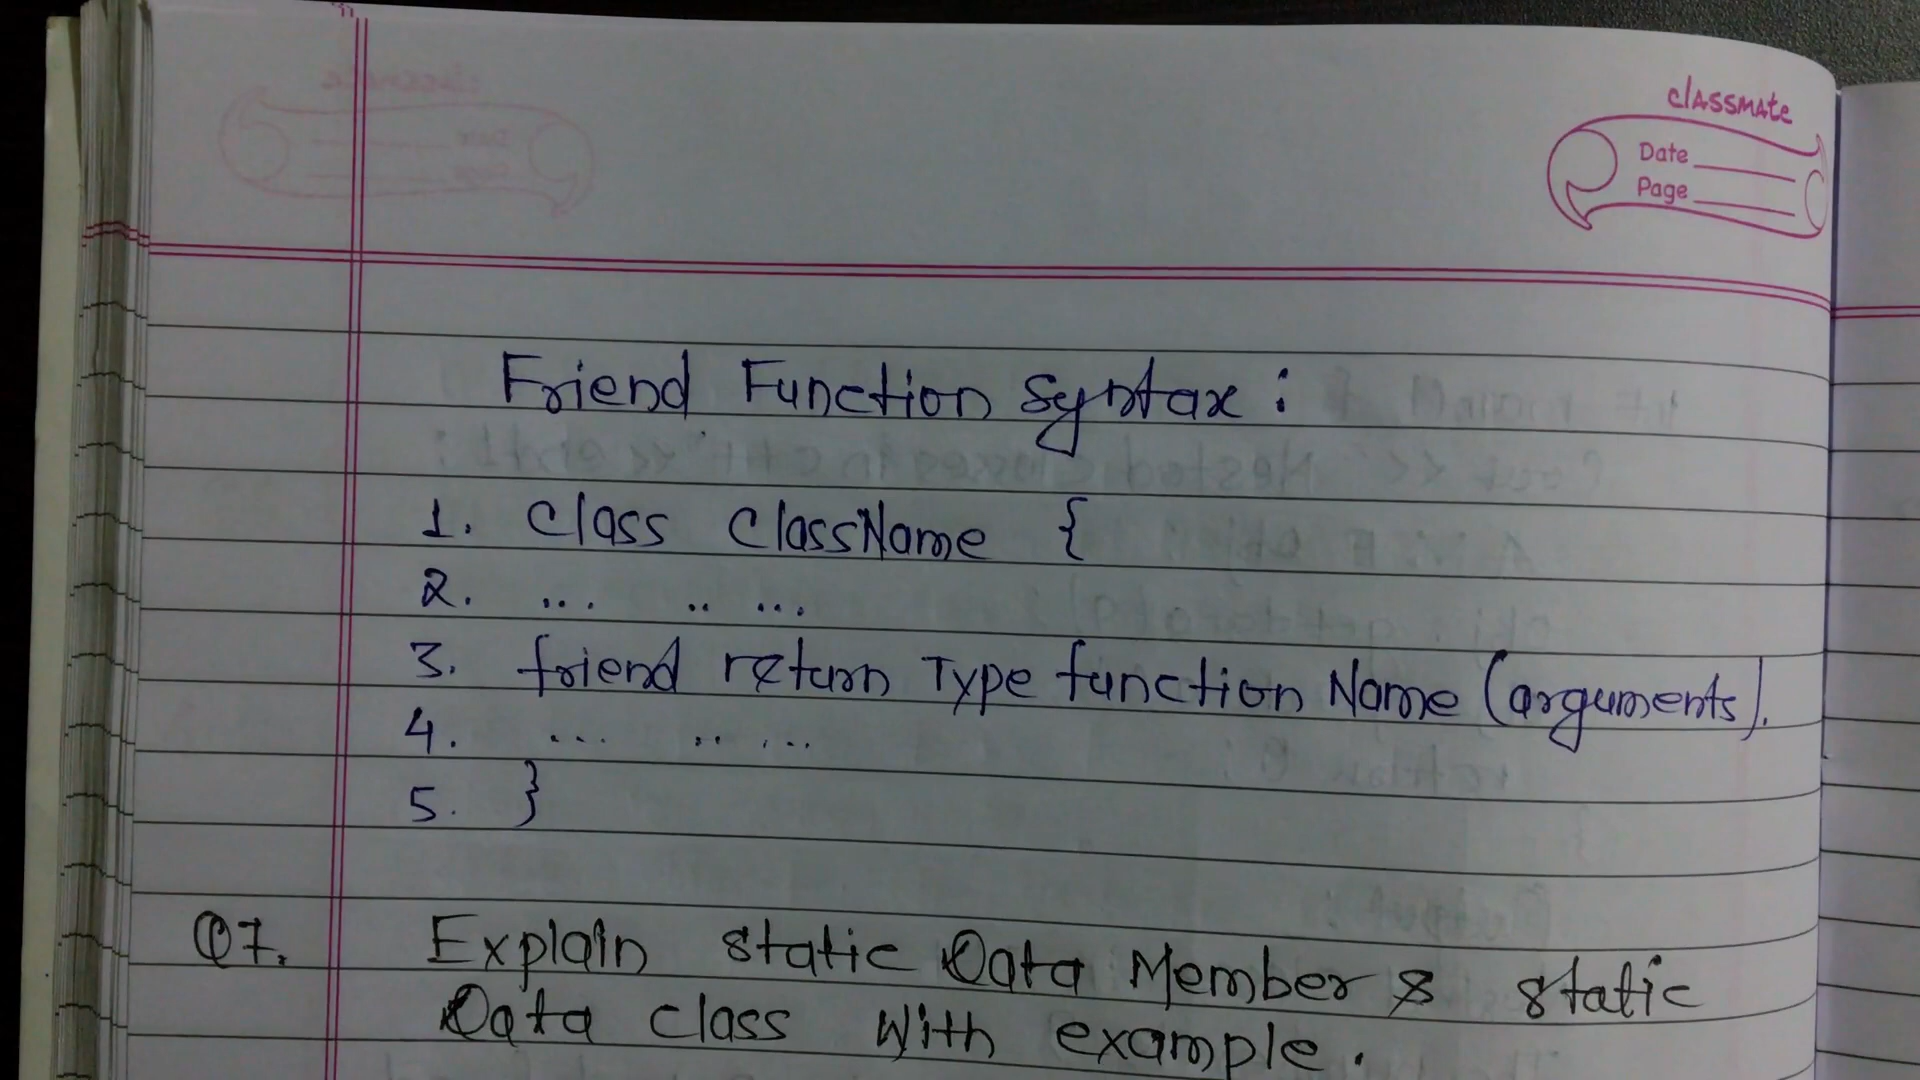 classmate
Date
Page
Friend Function Syntax :
1. class className {
2. ... .. ...
3. friend return Type function Name (arguments).
4. ... .. ...
5. }
Q7. Explain static Data Member & static
Data class with example.